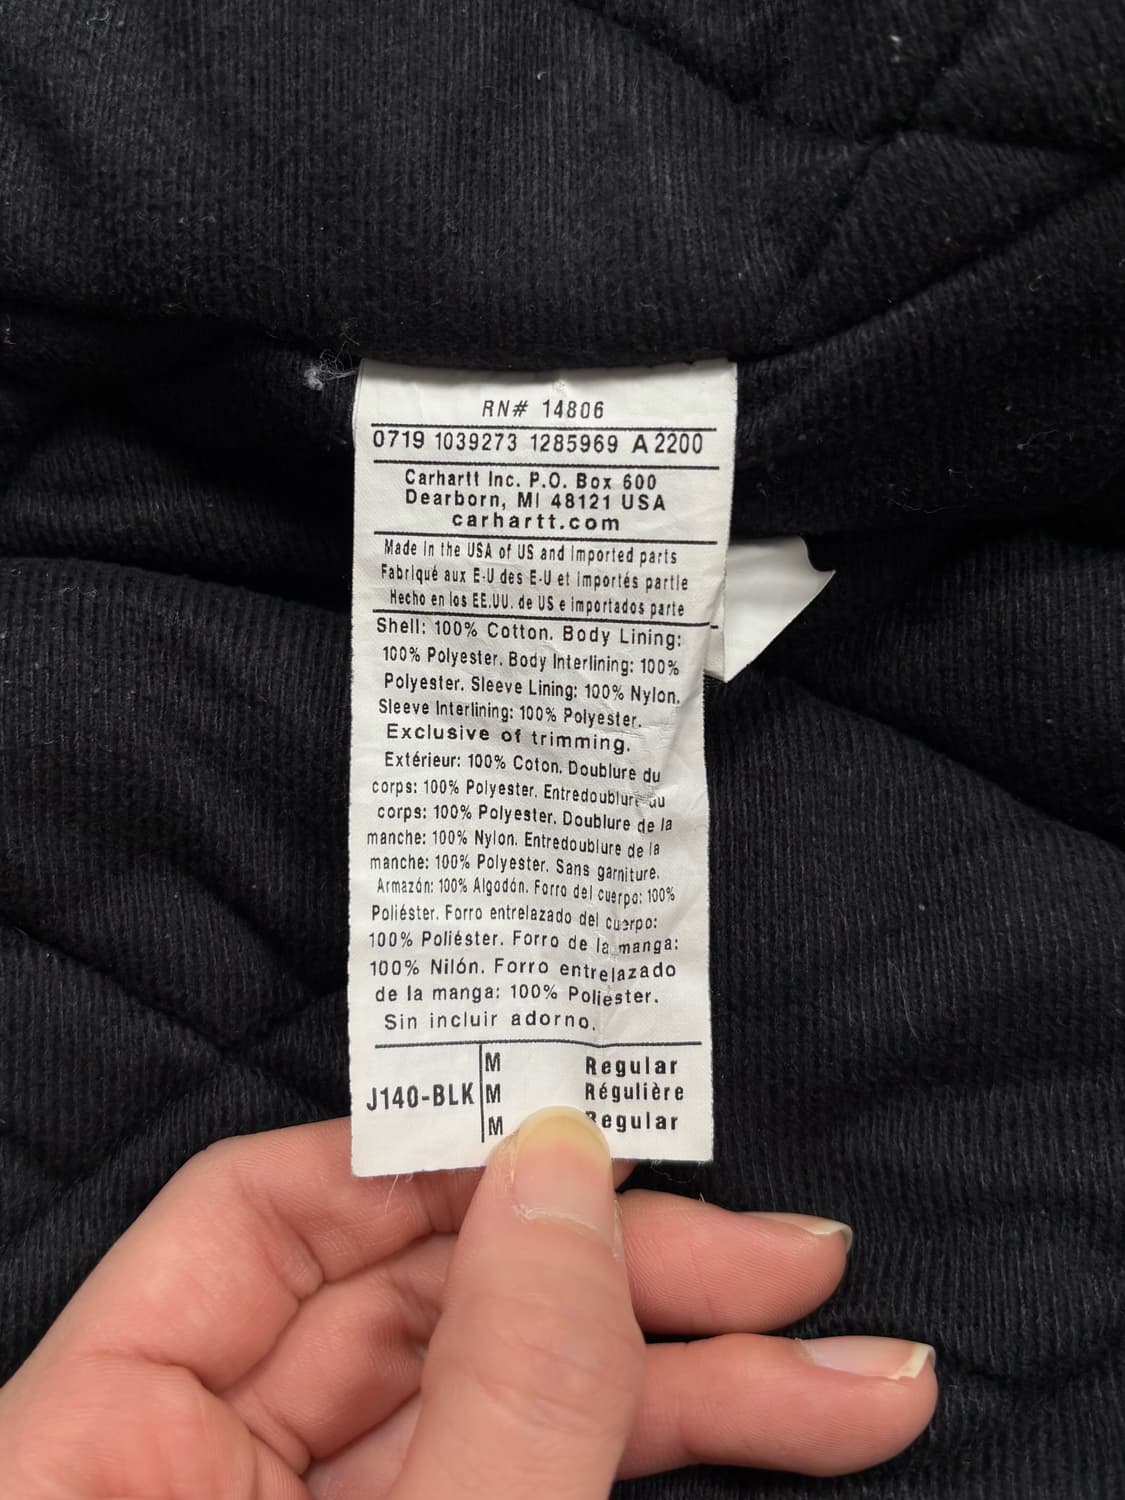 RN# 14806
0719 1039273 1285969 A 2200
Carhartt Inc. P.O. Box 600
Dearborn, MI 48121 USA
carhartt.com
Made in the USA of US and Imported parts
Fabriqué aux E-U des E-U et importés partie
Hecho en los EE.UU. de US e importados parte
Shell: 100% Cotton. Body Lining:
100% Polyester. Body Interlining: 100%
Polyester. Sleeve Lining: 100% Nylon.
Sleeve Interlining: 100% Polyester.
Exclusive of trimming.
Extérieur: 100% Coton. Doublure du
corps: 100% Polyester. Entredoublure du
corps: 100% Polyester. Doublure de la
manche: 100% Nylon. Entredoublure de la
manche: 100% Polyester. Sans garniture.
Armazón: 100% Algodón. Forro del cuerpo: 100%
Poliéster. Forro entrelazado del cuerpo:
100% Poliéster. Forro de la manga:
100% Nilón. Forro entrelazado
de la manga: 100% Poliester.
Sin incluir adorno.
J140-BLK
M Regular
M Régulière
M Regular